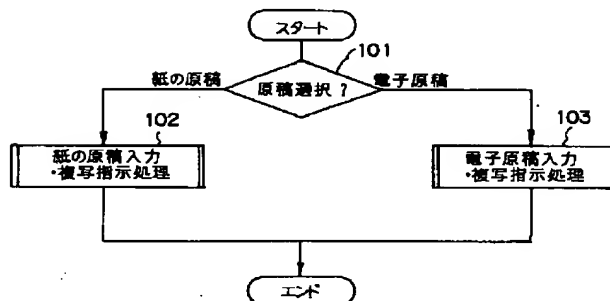 スタート
101
紙の原稿
原稿選択？
電子原稿
102
紙の原稿入力
・複写指示処理
103
電子原稿入力
・複写指示処理
エンド